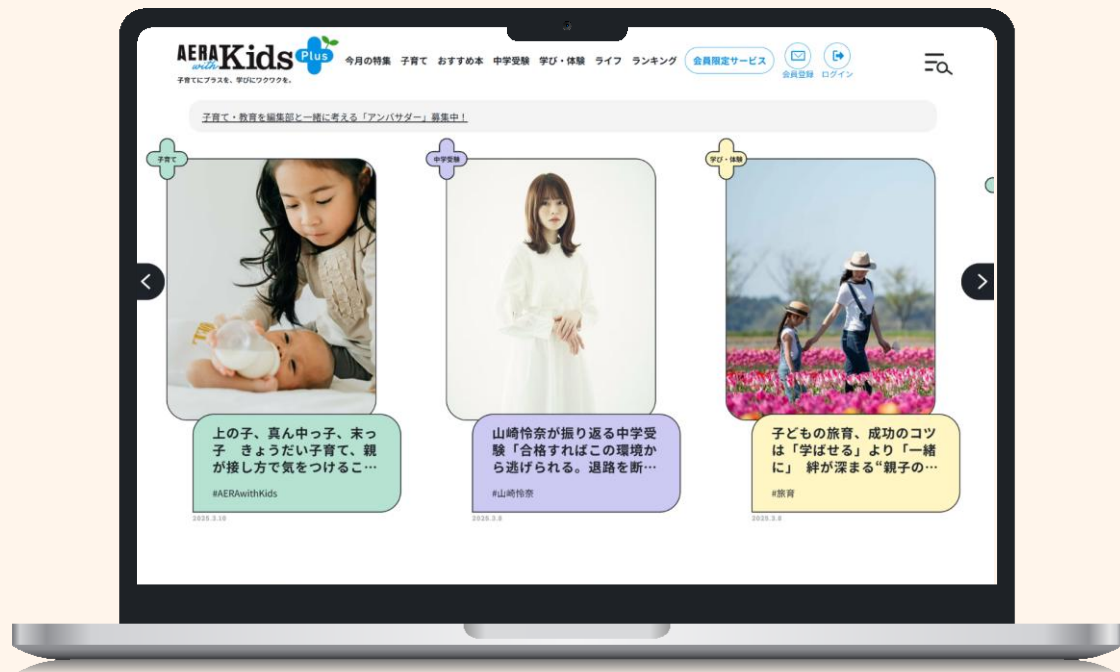 AERA with Kids Plus
子育てにプラスを、学びにワクワクを。
今月の特集 子育て おすすめ本 中学受験 学び・体験 ライフ ランキング 会員限定サービス 会員登録 ログイン
子育て・教育を編集部と一緒に考える「アンバサダー」募集中！
子育て
上の子、真ん中っ子、末っ
子　きょうだい子育て、親
が接し方で気をつけるこ…
#AERAwithKids
中学受験
山崎怜奈が振り返る中学受
験「合格すればこの環境か
ら逃げられる。退路を断…
#山崎怜奈
学び・体験
子どもの旅育、成功のコツ
は「学ばせる」より「一緒
に」 絆が深まる“親子の…
#旅育